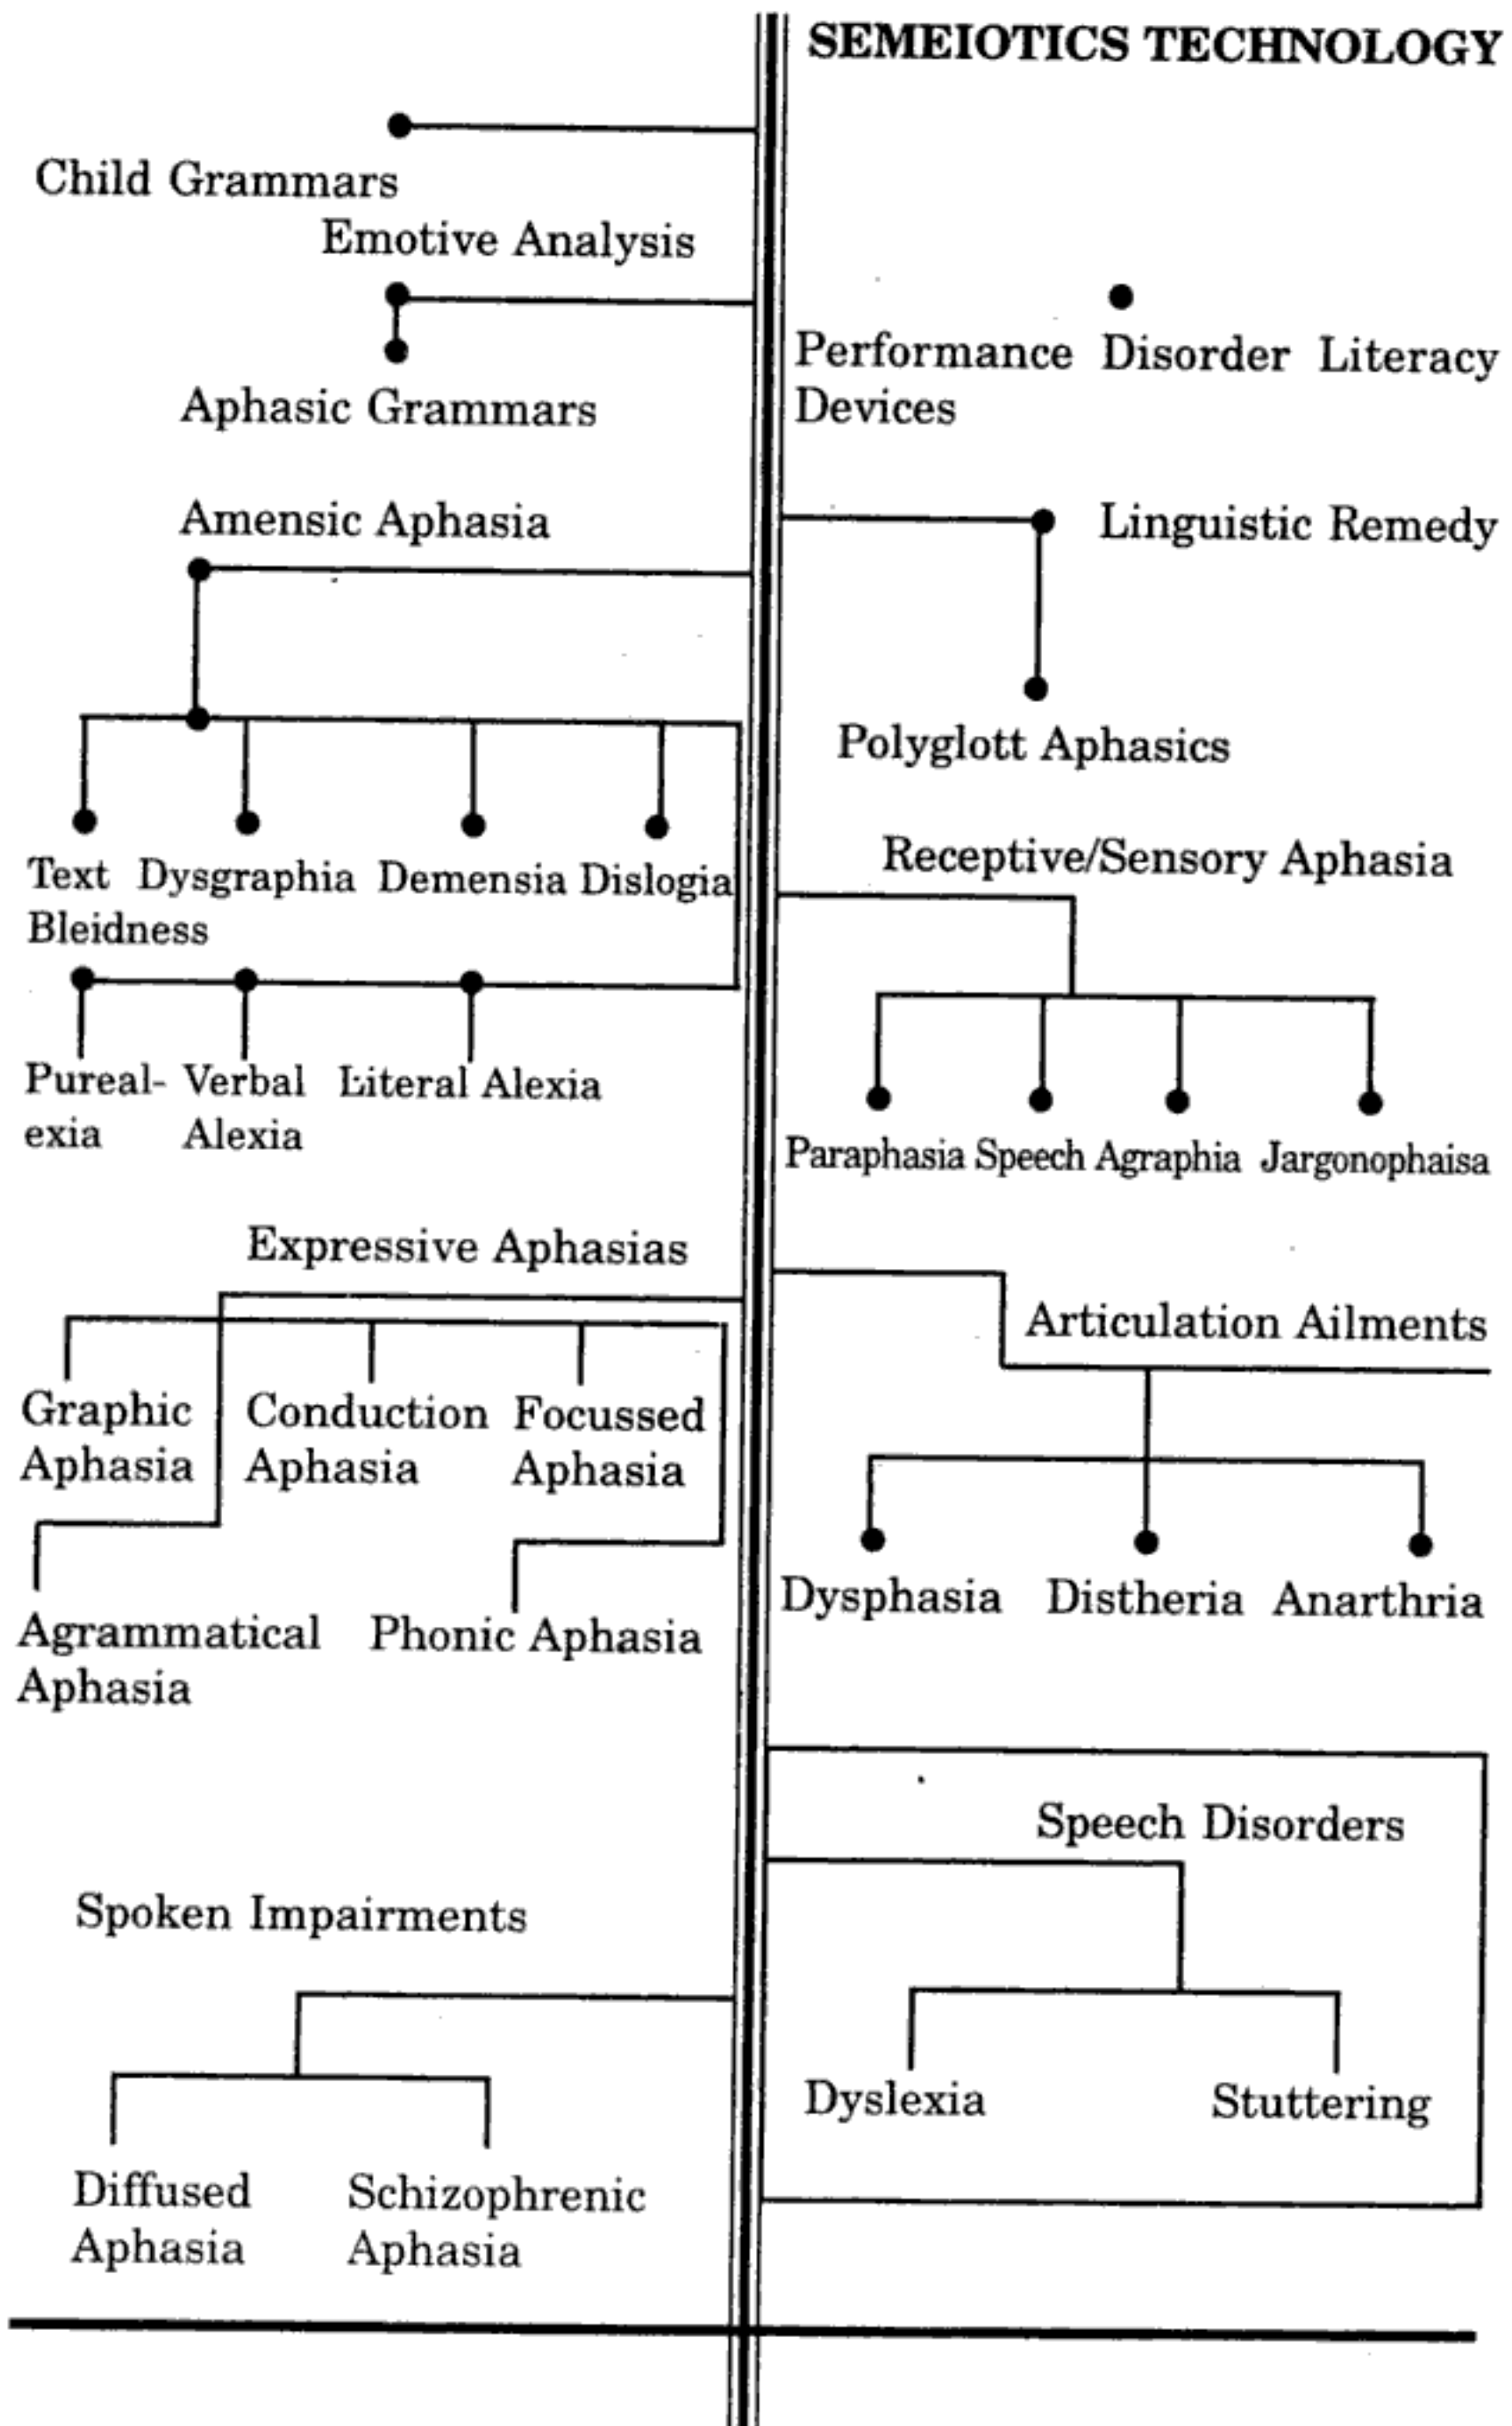 SEMEIOTICS TECHNOLOGY
Child Grammars
Emotive Analysis
Aphasic Grammars
Performance Disorder Literacy
Devices
Amensic Aphasia
Linguistic Remedy
Polyglott Aphasics
Text Dysgraphia Demensia Dislogia
Bleidness
Pureal- Verbal Literal Alexia
exia Alexia
Receptive/Sensory Aphasia
Paraphasia Speech Agraphia Jargonophaisa
Expressive Aphasias
Graphic Conduction Focussed
Aphasia Aphasia Aphasia
Agrammatical Phonic Aphasia
Aphasia
Articulation Ailments
Dysphasia Distheria Anarthria
Speech Disorders
Dyslexia Stuttering
Spoken Impairments
Diffused Schizophrenic
Aphasia Aphasia